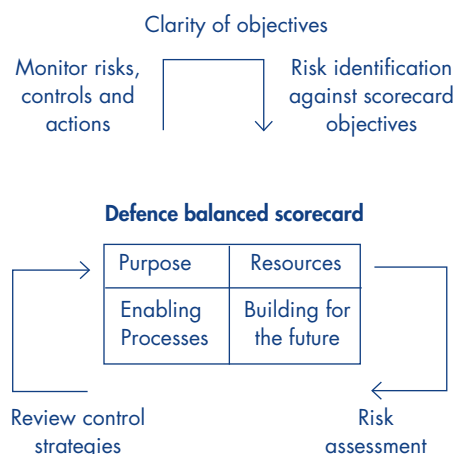 Clarity of objectives
Monitor risks,
controls and
actions
Risk identification
against scorecard
objectives
Defence balanced scorecard
Purpose
Resources
Enabling
Processes
Building for
the future
Review control
strategies
Risk
assessment